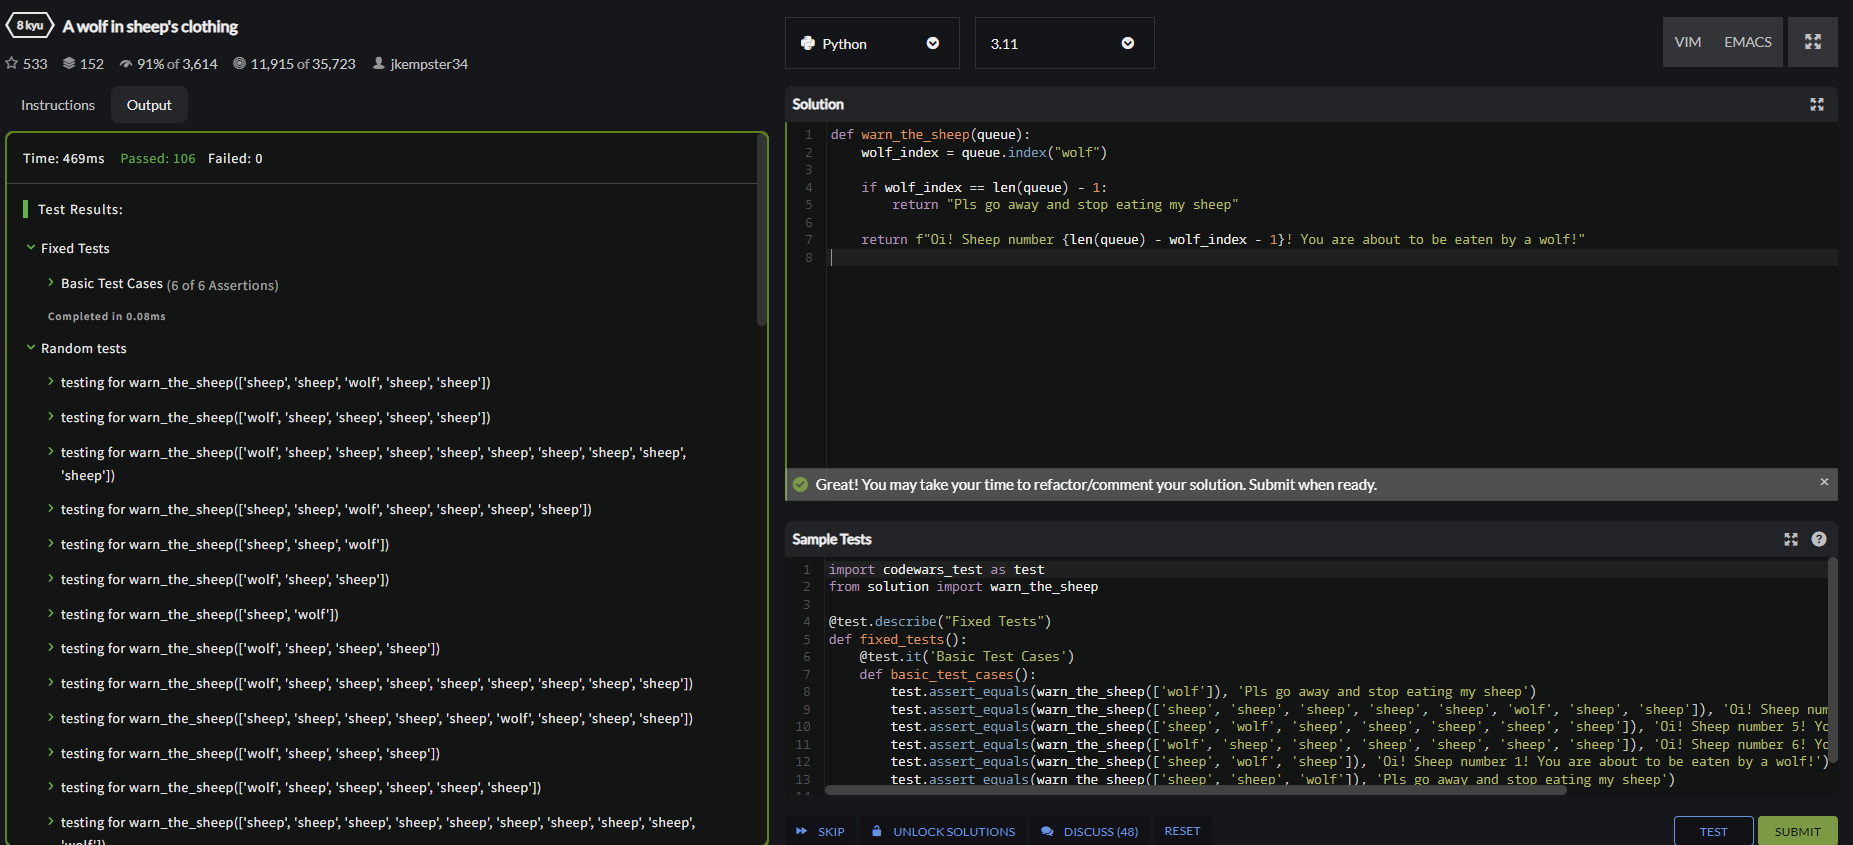 8 kyu A wolf in sheep's clothing
533 152 91% of 3,614 11,915 of 35,723 jkempster34
Instructions Output
Time: 469ms Passed: 106 Failed: 0
Test Results:
Fixed Tests
Basic Test Cases (6 of 6 Assertions)
Completed in 0.08ms
Random tests
testing for warn_the_sheep(['sheep', 'sheep', 'wolf', 'sheep', 'sheep'])
testing for warn_the_sheep(['wolf', 'sheep', 'sheep', 'sheep', 'sheep'])
testing for warn_the_sheep(['wolf', 'sheep', 'sheep', 'sheep', 'sheep', 'sheep', 'sheep', 'sheep', 'sheep',
'sheep'])
testing for warn_the_sheep(['sheep', 'sheep', 'wolf', 'sheep', 'sheep', 'sheep', 'sheep'])
testing for warn_the_sheep(['sheep', 'sheep', 'wolf'])
testing for warn_the_sheep(['wolf', 'sheep', 'sheep'])
testing for warn_the_sheep(['sheep', 'wolf'])
testing for warn_the_sheep(['wolf', 'sheep', 'sheep', 'sheep'])
testing for warn_the_sheep(['wolf', 'sheep', 'sheep', 'sheep', 'sheep', 'sheep', 'sheep', 'sheep', 'sheep'])
testing for warn_the_sheep(['sheep', 'sheep', 'sheep', 'sheep', 'sheep', 'wolf', 'sheep', 'sheep', 'sheep'])
testing for warn_the_sheep(['wolf', 'sheep', 'sheep', 'sheep'])
testing for warn_the_sheep(['wolf', 'sheep', 'sheep', 'sheep', 'sheep', 'sheep'])
testing for warn_the_sheep(['sheep', 'sheep', 'sheep', 'sheep', 'sheep', 'sheep', 'sheep', 'sheep', 'sheep',
'wolf'])
Python 3.11 VIM EMACS
Solution
1 def warn_the_sheep(queue):
2 wolf_index = queue.index("wolf")
3
4 if wolf_index == len(queue) - 1:
5 return "Pls go away and stop eating my sheep"
6
7 return f"Oi! Sheep number {len(queue) - wolf_index - 1}! You are about to be eaten by a wolf!"
8
Great! You may take your time to refactor/comment your solution. Submit when ready. ×
Sample Tests ?
1 import codewars_test as test
2 from solution import warn_the_sheep
3
4 @test.describe("Fixed Tests")
5 def fixed_tests():
6 @test.it('Basic Test Cases')
7 def basic_test_cases():
8 test.assert_equals(warn_the_sheep(['wolf']), 'Pls go away and stop eating my sheep')
9 test.assert_equals(warn_the_sheep(['sheep', 'sheep', 'sheep', 'sheep', 'sheep', 'wolf', 'sheep', 'sheep']), 'Oi! Sheep num
10 test.assert_equals(warn_the_sheep(['sheep', 'wolf', 'sheep', 'sheep', 'sheep', 'sheep', 'sheep']), 'Oi! Sheep number 5! Yo
11 test.assert_equals(warn_the_sheep(['wolf', 'sheep', 'sheep', 'sheep', 'sheep', 'sheep', 'sheep']), 'Oi! Sheep number 6! Yo
12 test.assert_equals(warn_the_sheep(['sheep', 'wolf', 'sheep']), 'Oi! Sheep number 1! You are about to be eaten by a wolf!')
13 test.assert_equals(warn_the_sheep(['sheep', 'sheep', 'wolf']), 'Pls go away and stop eating my sheep')
14
SKIP UNLOCK SOLUTIONS DISCUSS (48) RESET TEST SUBMIT